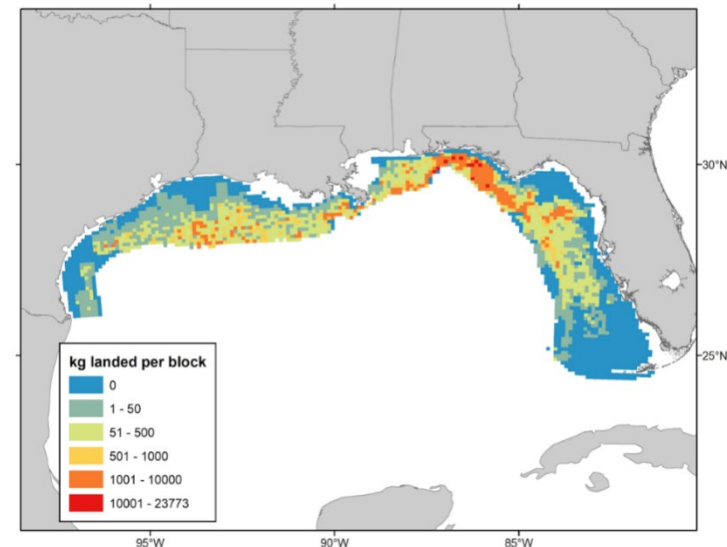 30°N
25°N
kg landed per block
0
1 - 50
51 - 500
501 - 1000
1001 - 10000
10001 - 23773
95°W
90°W
85°W